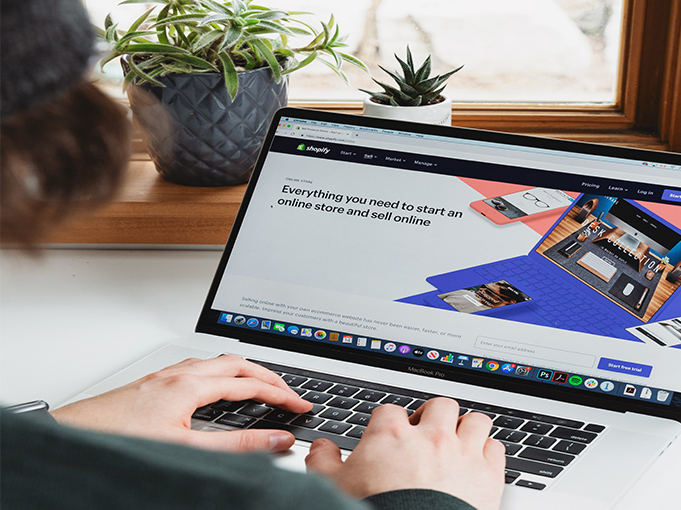 shopify
Start
Sell
Market
Manage
Pricing
Learn
Log in
Start
ONLINE STORE
Everything you need to start an
online store and sell online
Selling online with your own ecommerce website has never been easier, faster, or more
scalable. Impress your customers with a beautiful store.
Enter your email address
Start free trial
DESK COLLECTION
MacBook Pro